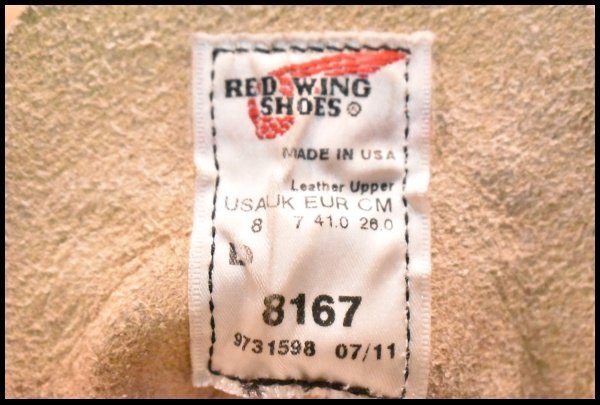 RED WING
SHOES ®
MADE IN USA
Leather Upper
USA UK EUR CM
8 7 41.0 26.0
D
8167
9731598 07/11